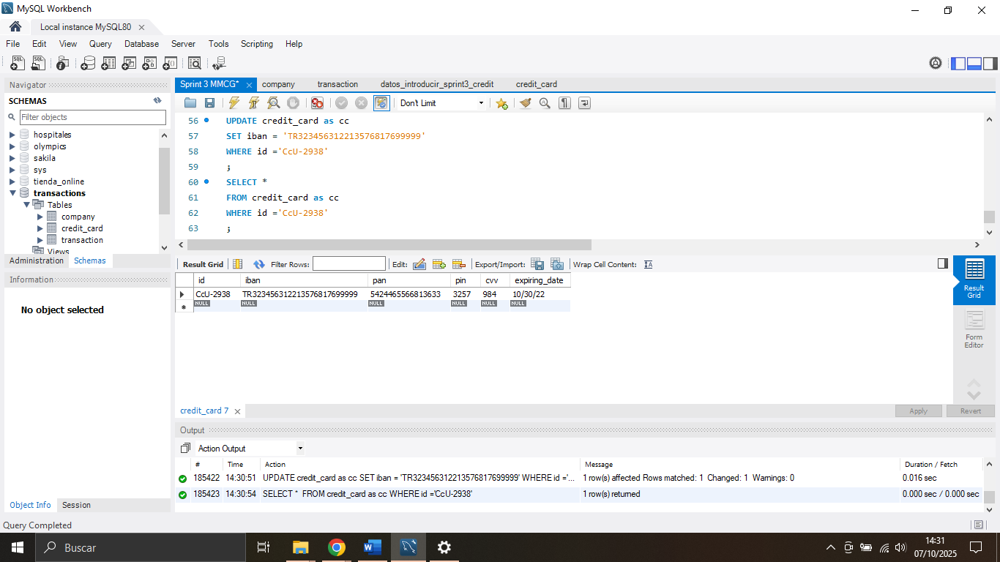 MySQL Workbench
Local instance MySQL80
File Edit View Query Database Server Tools Scripting Help
Navigator
SCHEMAS
Filter objects
hospitales
olympics
sakila
sys
tienda_online
transactions
Tables
company
credit_card
transaction
Views
Administration Schemas
Information
No object selected
Object Info Session
Query Completed
Sprint 3 MMCG* company transaction datos_introducir_sprint3_credit credit_card
Don't Limit
56 UPDATE credit_card as cc
57 SET iban = 'TR323456312213576817699999'
58 WHERE id ='CcU-2938'
59 ;
60 SELECT *
61 FROM credit_card as cc
62 WHERE id ='CcU-2938'
63 ;
Result Grid Filter Rows: Edit: Export/Import: Wrap Cell Content:
id iban pan pin cvv expiring_date
CcU-2938 TR323456312213576817699999 5424465566813633 3257 984 10/30/22
NULL NULL NULL NULL NULL NULL
Result
Grid
Form
Editor
credit_card 7
Apply Revert
Output
Action Output
# Time Action Message Duration / Fetch
185422 14:30:51 UPDATE credit_card as cc SET iban = 'TR323456312213576817699999' WHERE id ='... 1 row(s) affected Rows matched: 1 Changed: 1 Warnings: 0 0.016 sec
185423 14:30:54 SELECT * FROM credit_card as cc WHERE id ='CcU-2938' 1 row(s) returned 0.000 sec / 0.000 sec
Buscar
14:31
07/10/2025